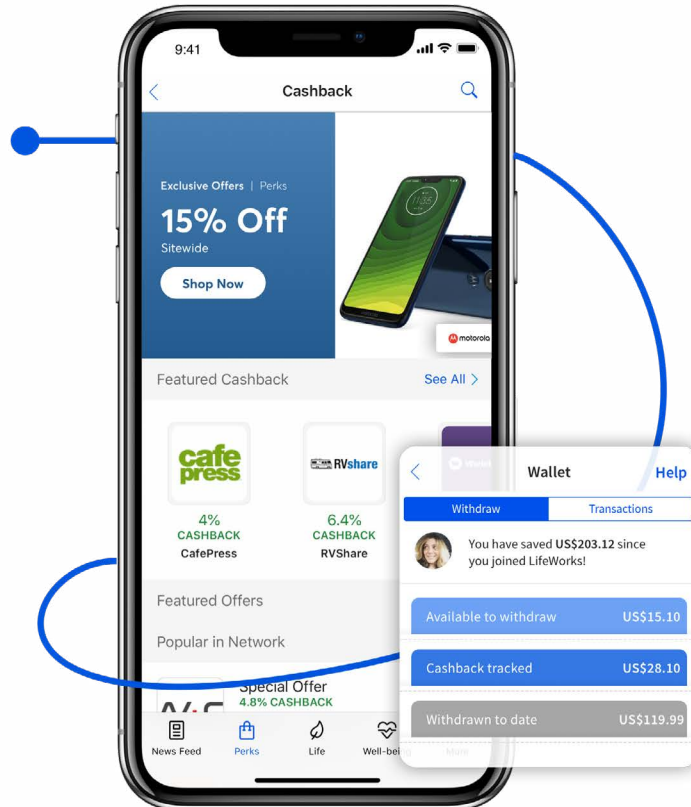 9:41
Cashback
Exclusive Offers | Perks
15% Off
Sitewide
Shop Now
motorola
Featured Cashback
See All >
cafe
press
RVshare
4%
CASHBACK
CafePress
6.4%
CASHBACK
RVShare
Featured Offers
Popular in Network
Special Offer
4.8% CASHBACK
News Feed
Perks
Life
Well-being
More
Wallet
Help
Withdraw
Transactions
You have saved US$203.12 since
you joined LifeWorks!
Available to withdraw
US$15.10
Cashback tracked
US$28.10
Withdrawn to date
US$119.99